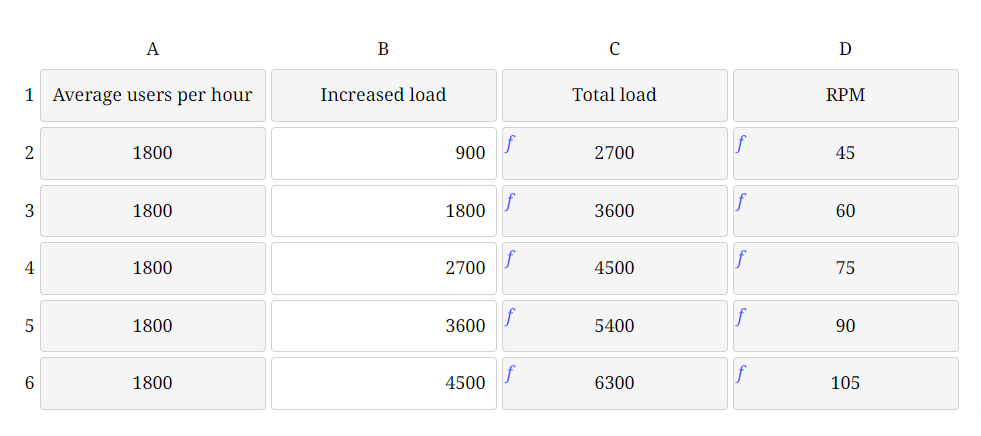 A B C D
1 Average users per hour Increased load Total load RPM
2 1800 900 f 2700 f 45
3 1800 1800 f 3600 f 60
4 1800 2700 f 4500 f 75
5 1800 3600 f 5400 f 90
6 1800 4500 f 6300 f 105